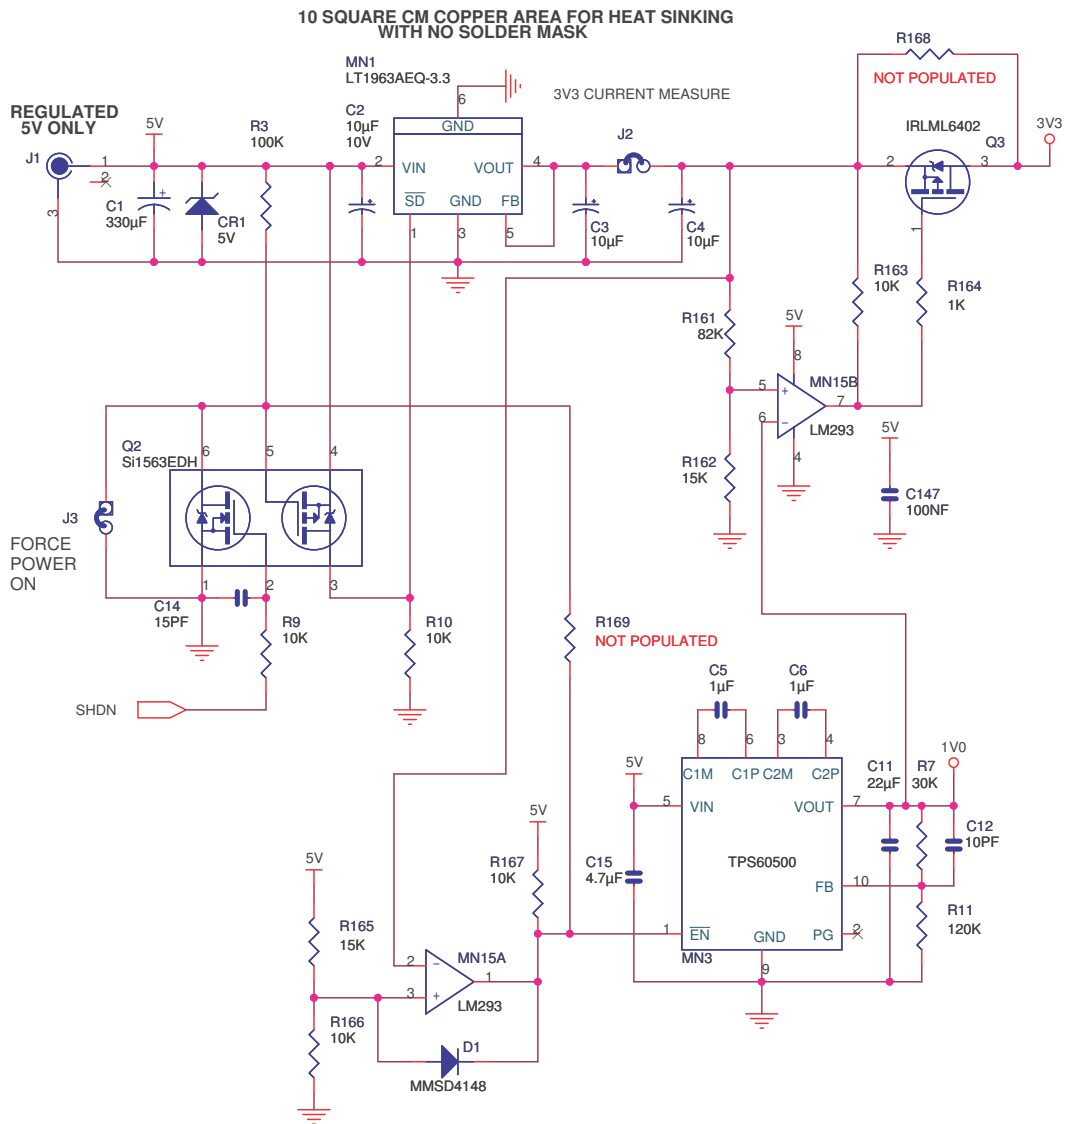 10 SQUARE CM COPPER AREA FOR HEAT SINKING
WITH NO SOLDER MASK
R168
NOT POPULATED
MN1
LT1963AEQ-3.3
6
GND
3V3 CURRENT MEASURE
REGULATED
5V ONLY
5V
R3
100K
C2
10µF
10V
J2
IRLML6402
Q3
3V3
J1
1
2
3
2
VIN
VOUT
4
SD
GND
FB
1
3
5
2
3
1
C1
330µF
+
CR1
5V
+
C3
10µF
+
C4
10µF
+
R163
10K
R164
1K
R161
82K
5V
8
5
+
6
−
MN15B
7
LM293
4
R162
15K
5V
C147
100NF
Q2
Si1563EDH
6
5
4
J3
FORCE
POWER
ON
1
2
3
C14
15PF
R9
10K
R10
10K
R169
NOT POPULATED
SHDN
C5
1µF
C6
1µF
8
6
3
4
C1M
C1P
C2M
C2P
5V
5
VIN
VOUT
7
C11
22µF
R7
30K
1V0
C12
10PF
TPS60500
C15
4.7µF
FB
10
R11
120K
1
EN
GND
PG
2
MN3
9
5V
R167
10K
5V
R165
15K
2
−
MN15A
1
3
+
LM293
R166
10K
D1
MMSD4148